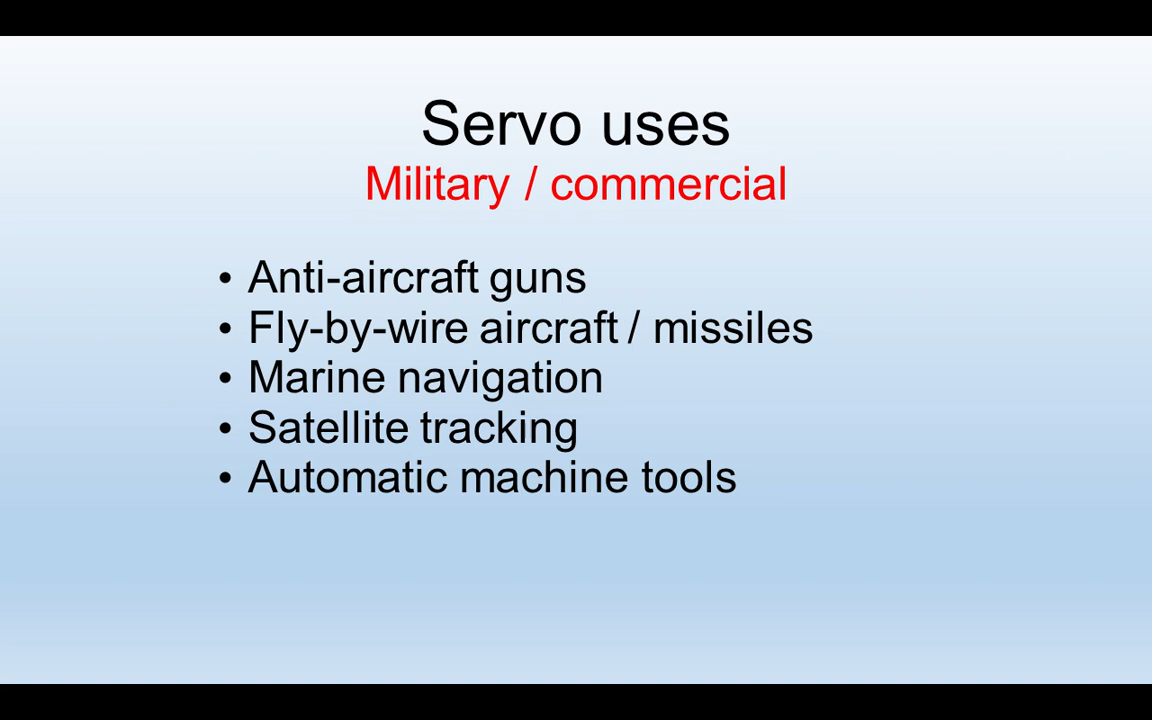 Servo uses
Military / commercial
• Anti-aircraft guns
• Fly-by-wire aircraft / missiles
• Marine navigation
• Satellite tracking
• Automatic machine tools